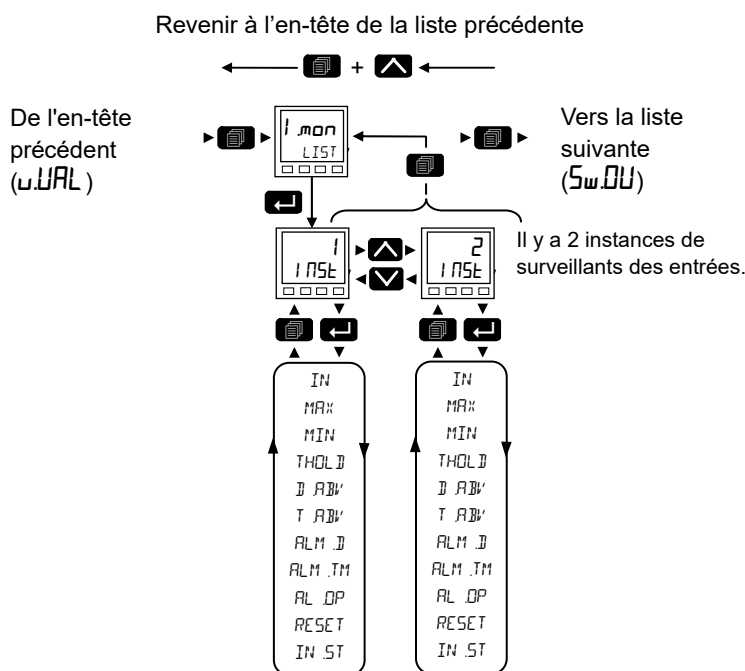 Revenir à l’en-tête de la liste précédente
+
De l'en-tête
précédent
(u.UAL)
1.mon
LIST
Vers la liste
suivante
(Sw.OU)
1
INSt
2
INSt
Il y a 2 instances de
surveillants des entrées.
IN
MAX
MIN
THOLD
D.ABV
T.ABV
ALM.D
ALM.TM
AL.OP
RESET
IN.ST
IN
MAX
MIN
THOLD
D.ABV
T.ABV
ALM.D
ALM.TM
AL.OP
RESET
IN.ST